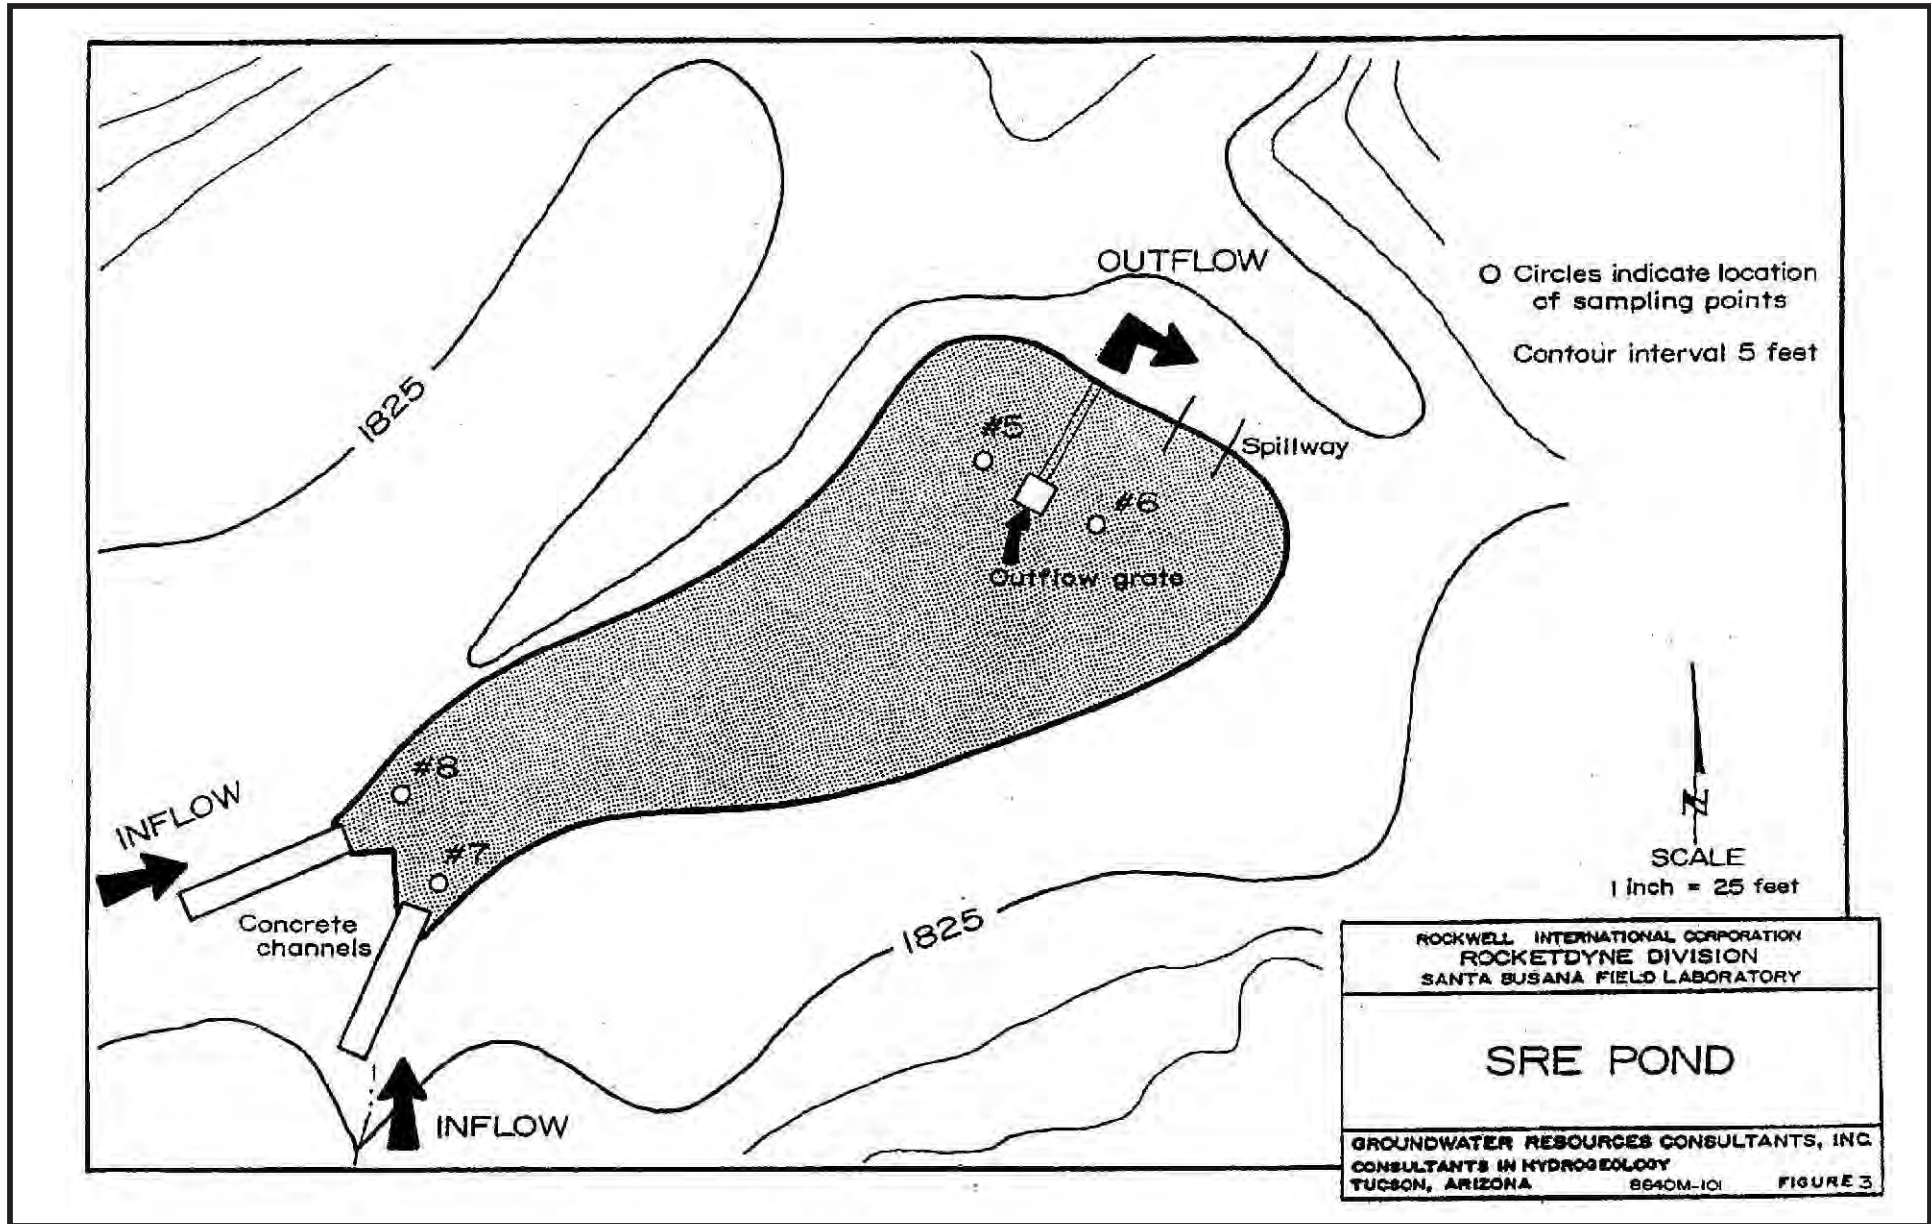 OUTFLOW
O Circles indicate location
of sampling points
Contour interval 5 feet
1825
#5
Spillway
#6
Outflow grate
#8
INFLOW
#7
Concrete
channels
N
SCALE
1 inch = 25 feet
1825
INFLOW
ROCKWELL INTERNATIONAL CORPORATION
ROCKETDYNE DIVISION
SANTA SUSANA FIELD LABORATORY
SRE POND
GROUNDWATER RESOURCES CONSULTANTS, INC.
CONSULTANTS IN HYDROGEOLOGY
TUCSON, ARIZONA 8640M-101 FIGURE 3